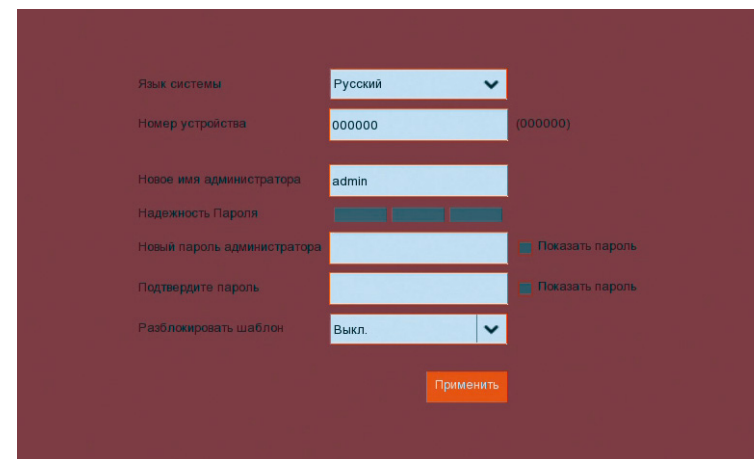 Язык системы Русский
Номер устройства 000000 (000000)
Новое имя администратора admin
Надежность Пароля
Новый пароль администратора Показать пароль
Подтвердите пароль Показать пароль
Разблокировать шаблон Выкл.
Применить